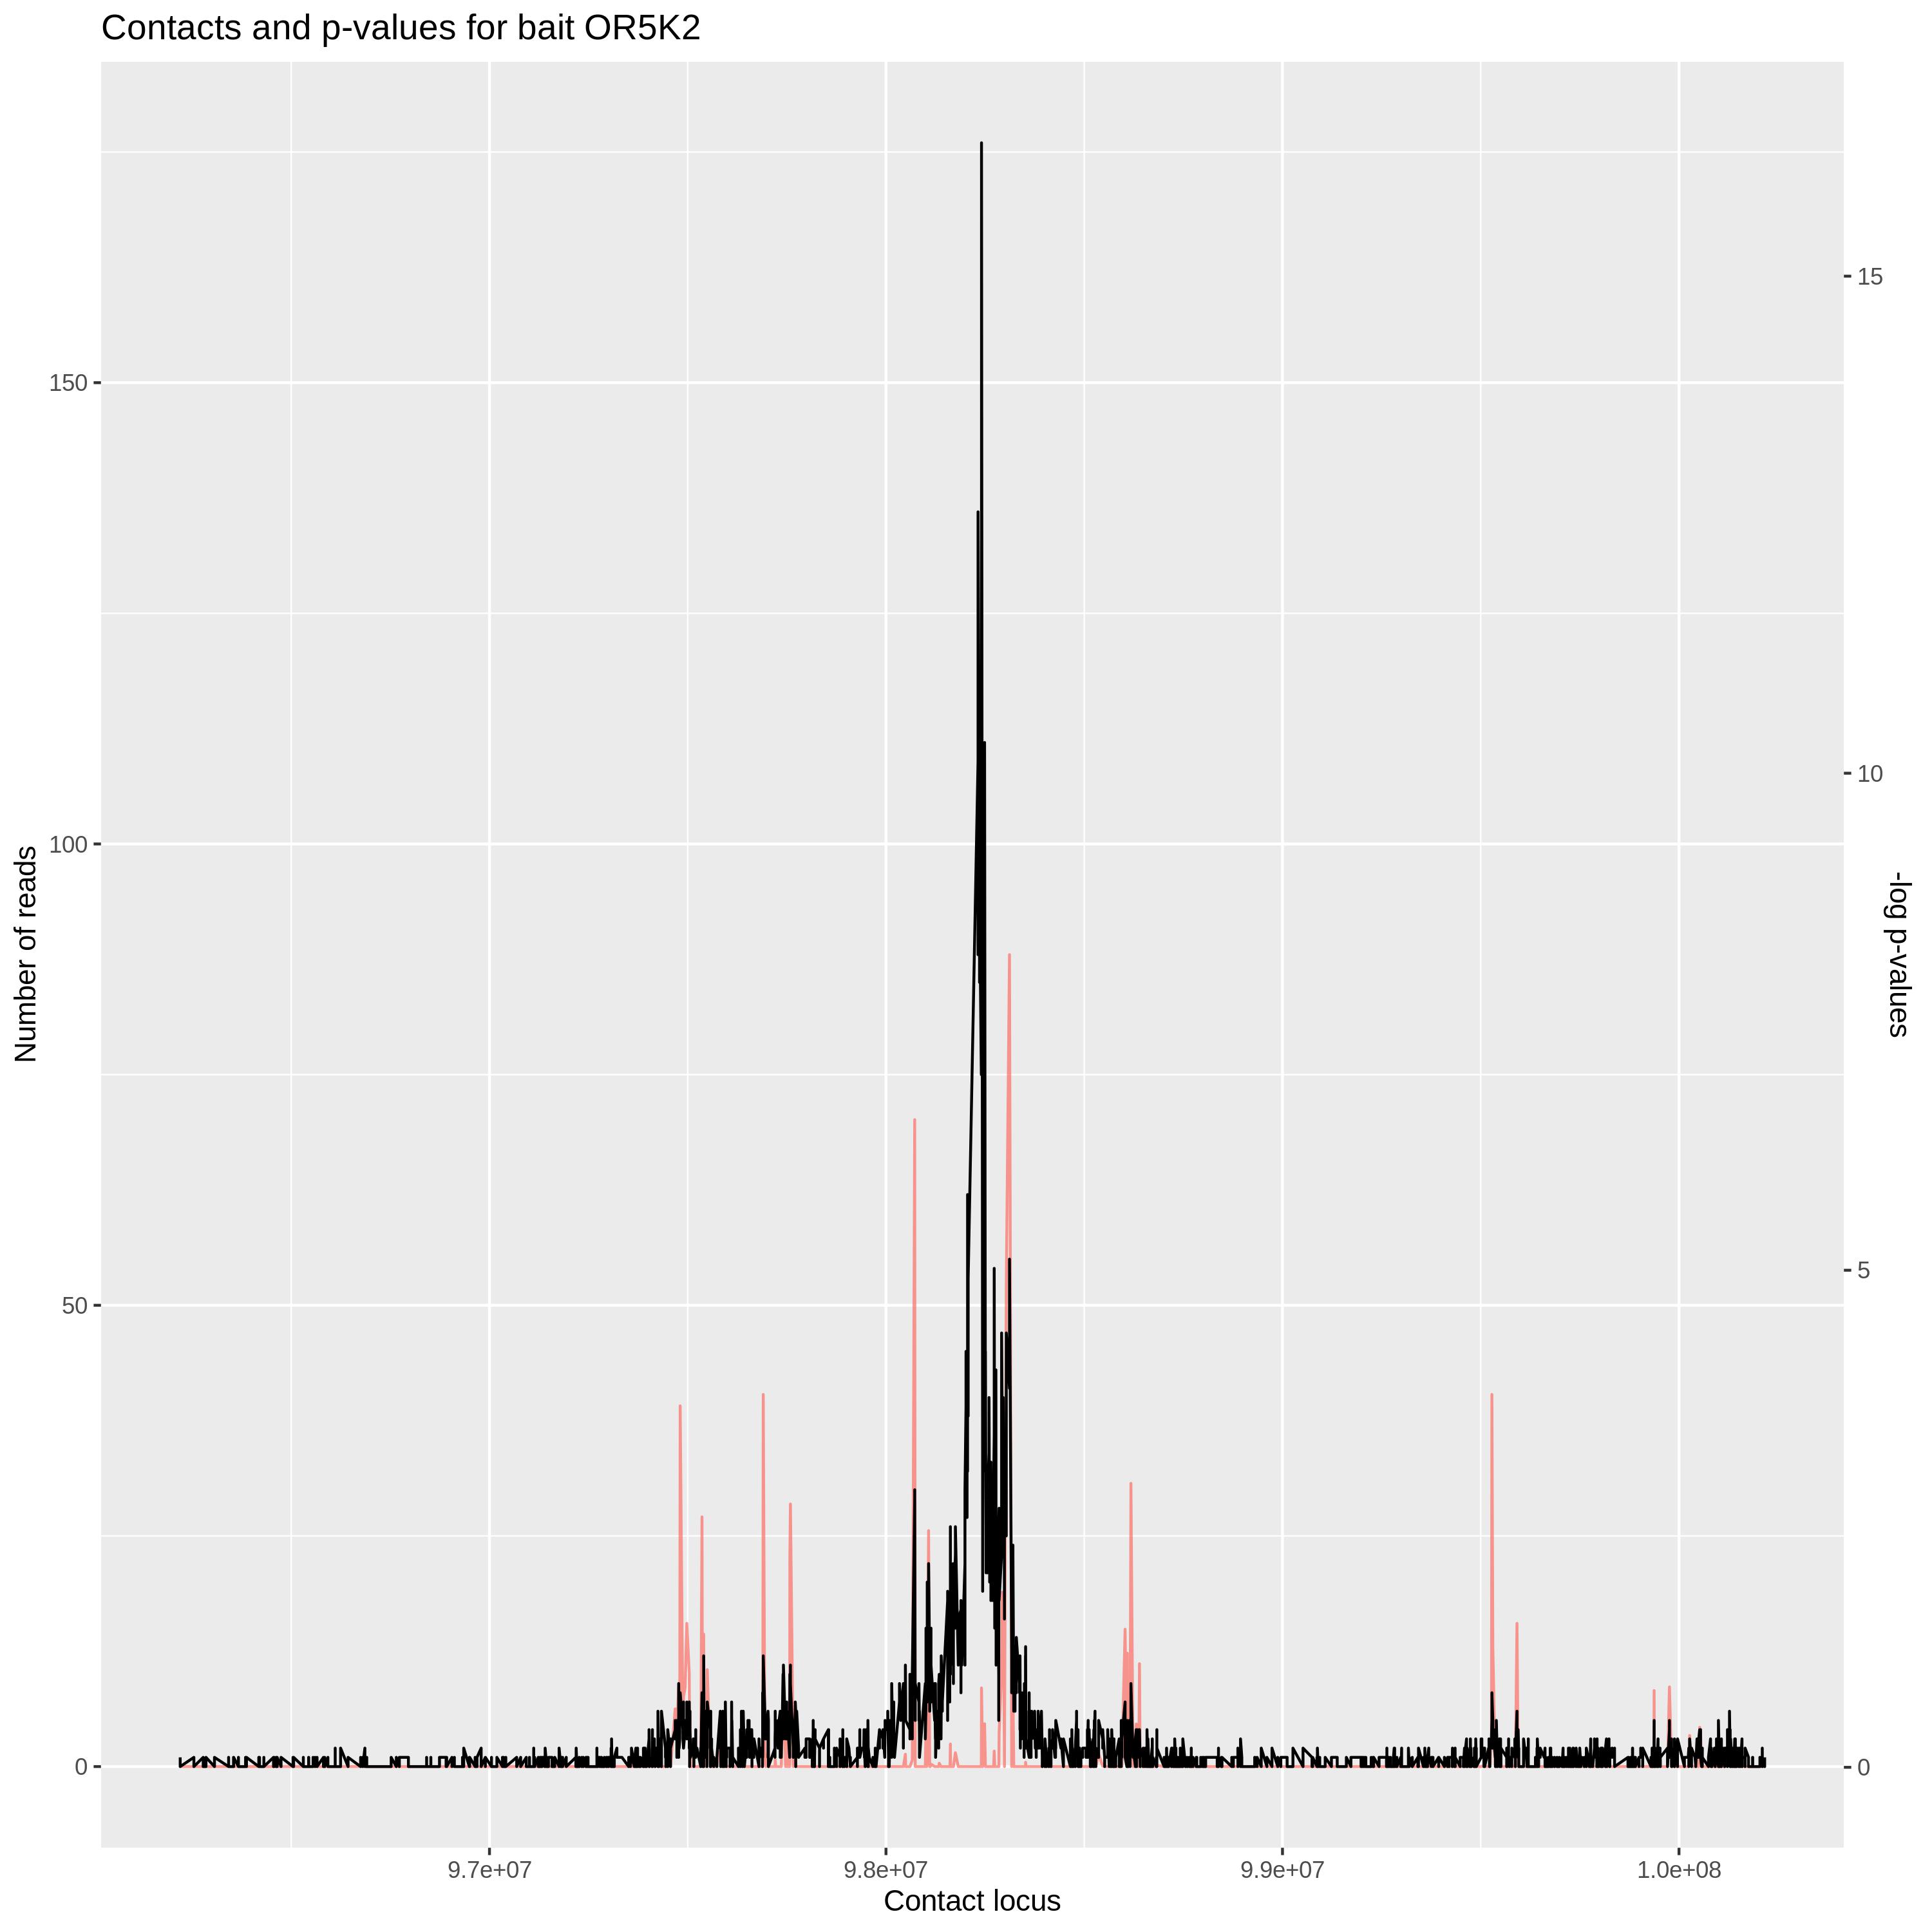 Contacts and p-values for bait OR5K2
Number of reads
150
100
50
0
15
10
5
0
-log p-values
9.7e+07
9.8e+07
9.9e+07
1.0e+08
Contact locus